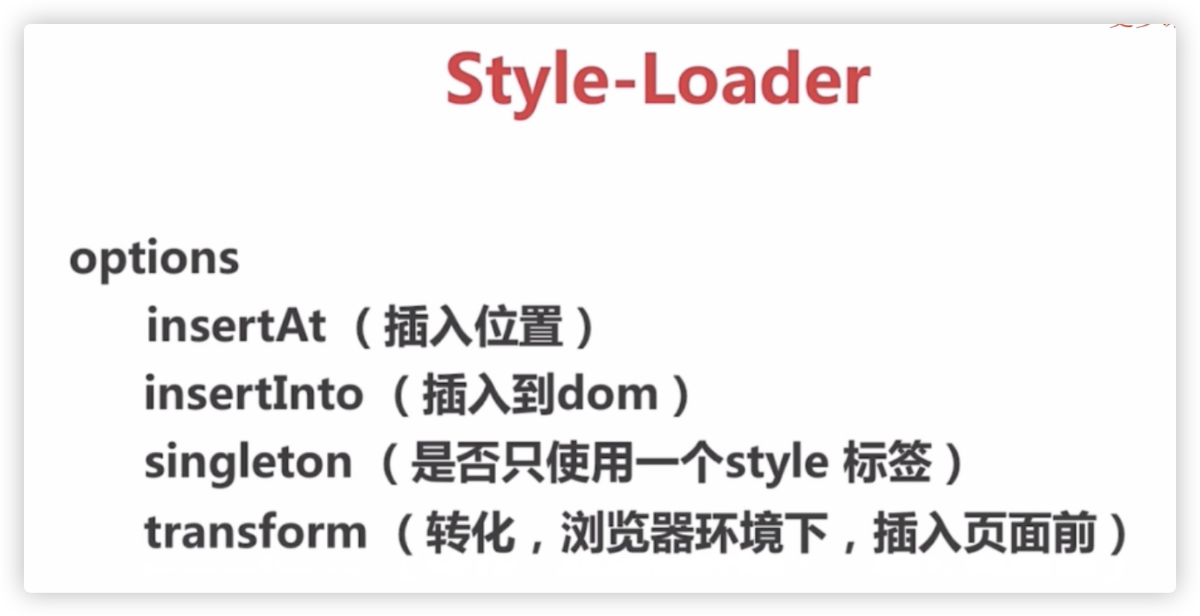 Style-Loader
options
insertAt （插入位置）
insertInto （插入到dom）
singleton （是否只使用一个style 标签）
transform （转化，浏览器环境下，插入页面前）